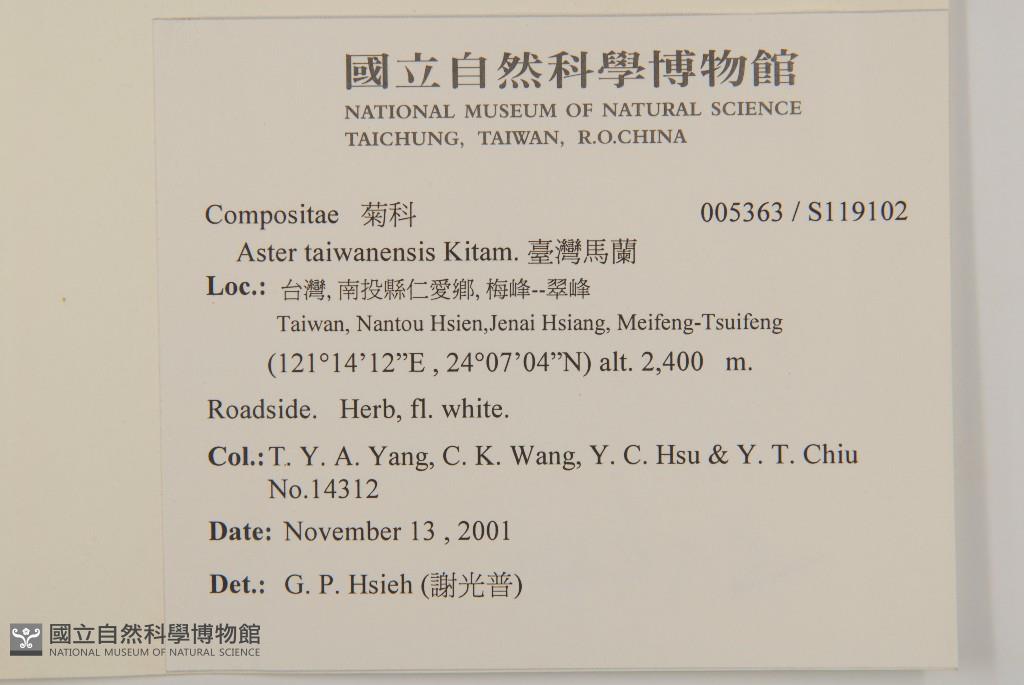 國立自然科學博物館
NATIONAL MUSEUM OF NATURAL SCIENCE
TAICHUNG, TAIWAN, R.O.CHINA
Compositae 菊科 005363 / S119102
Aster taiwanensis Kitam. 臺灣馬蘭
Loc.: 台灣, 南投縣仁愛鄉, 梅峰--翠峰
Taiwan, Nantou Hsien,Jenai Hsiang, Meifeng-Tsuifeng
(121°14’12”E , 24°07’04”N) alt. 2,400 m.
Roadside. Herb, fl. white.
Col.: T. Y. A. Yang, C. K. Wang, Y. C. Hsu & Y. T. Chiu
No.14312
Date: November 13 , 2001
Det.: G. P. Hsieh (謝光普)
國立自然科學博物館
NATIONAL MUSEUM OF NATURAL SCIENCE